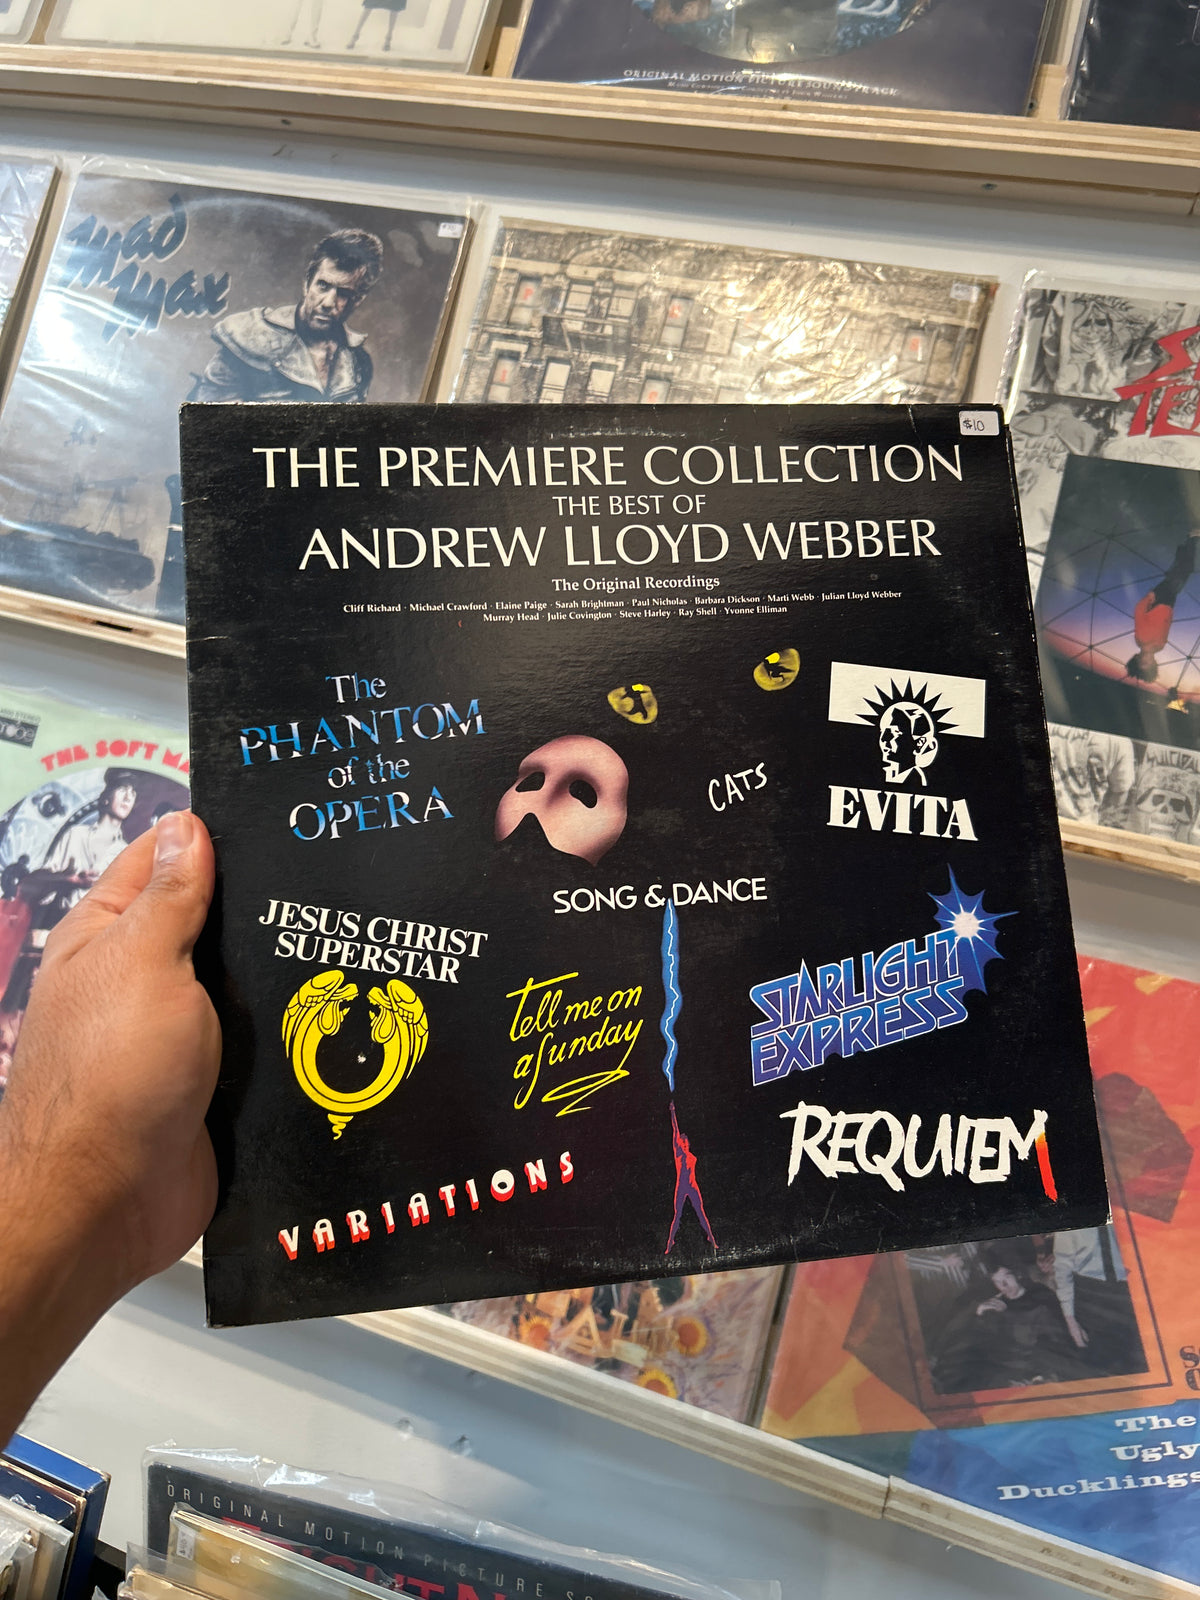 ORIGINAL MOTION PICTURE SOUNDTRACK
Mad
Max
$10
THE PREMIERE COLLECTION
THE BEST OF
ANDREW LLOYD WEBBER
The Original Recordings
Cliff Richard · Michael Crawford · Elaine Paige · Sarah Brightman · Paul Nicholas · Barbara Dickson · Marti Webb · Julian Lloyd Webber
Murray Head · Julie Covington · Steve Harley · Ray Shell · Yvonne Elliman
The
PHANTOM
of the
OPERA
CATS
EVITA
SONG & DANCE
JESUS CHRIST
SUPERSTAR
tell me on
a Sunday
STARLIGHT
EXPRESS
REQUIEM
VARIATIONS
THE SOFT MA
The
Ugly
Ducklings
ORIGINAL MOTION PICTURE